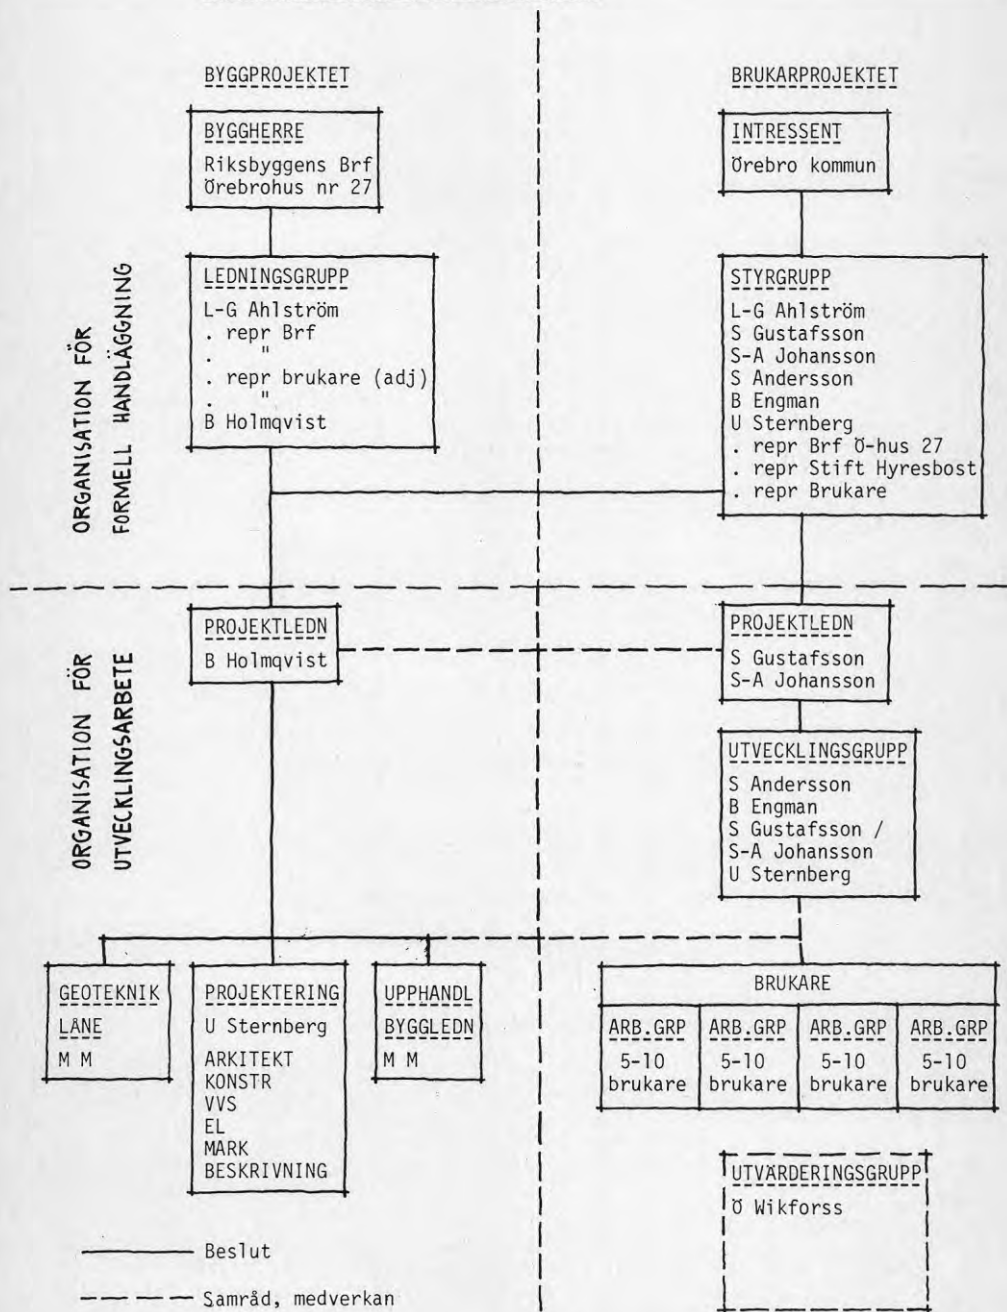 BYGGPROJEKTET
BYGGHERRE
Riksbyggens Brf
Örebrohus nr 27
LEDNINGSGRUPP
L-G Ahlström
. repr Brf
. "
. repr brukare (adj)
. "
B Holmqvist
BRUKARPROJEKTET
INTRESSENT
Örebro kommun
STYRGRUPP
L-G Ahlström
S Gustafsson
S-A Johansson
S Andersson
B Engman
U Sternberg
. repr Brf Ö-hus 27
. repr Stift Hyresbost
. repr Brukare
ORGANISATION FÖR
FORMELL HANDLÄGGNING
ORGANISATION FÖR
UTVECKLINGSARBETE
PROJEKTLEDN
B Holmqvist
PROJEKTLEDN
S Gustafsson
S-A Johansson
UTVECKLINGSGRUPP
S Andersson
B Engman
S Gustafsson /
S-A Johansson
U Sternberg
GEOTEKNIK
LÅNE
M M
PROJEKTERING
U Sternberg
ARKITEKT
KONSTR
VVS
EL
MARK
BESKRIVNING
UPPHANDL
BYGGLEDN
M M
BRUKARE
ARB.GRP
5-10
brukare
ARB.GRP
5-10
brukare
ARB.GRP
5-10
brukare
ARB.GRP
5-10
brukare
UTVÄRDERINGSGRUPP
Ö Wikforss
Beslut
Samråd, medverkan